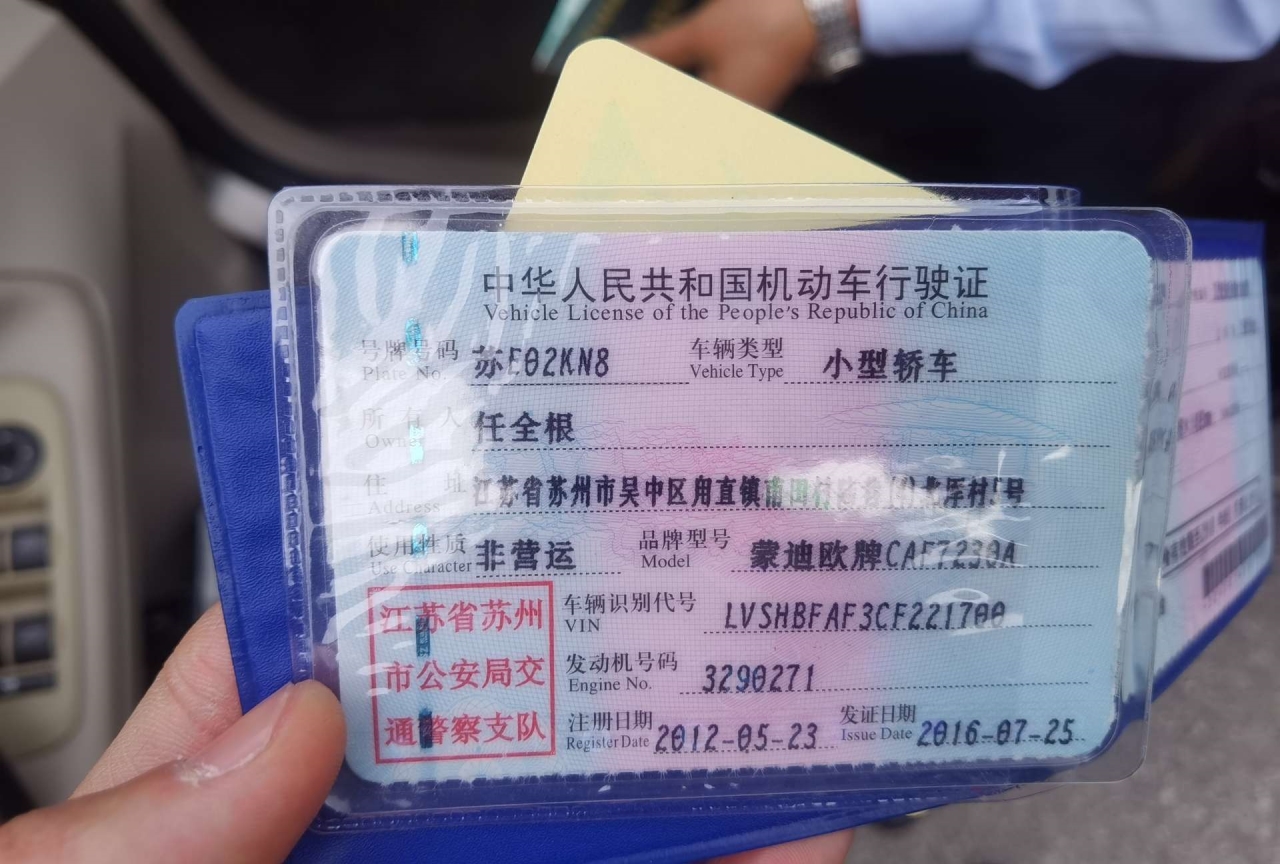 中华人民共和国机动车行驶证
Vehicle License of the People's Republic of China
号牌号码 苏E02KN8 车辆类型 小型轿车
Plate No. Vehicle Type
所有人 任全根
Owner
住址 江苏省苏州市吴中区甪直镇南 村 (4)北厍村 号
Address
使用性质 非营运 品牌型号 蒙迪欧牌CAF7230A
Use Character Model
江苏省苏州 车辆识别代号 LVSHBFAF3CF221700
VIN
市公安局交 发动机号码 3290271
Engine No.
通警察支队 注册日期 2012-05-23 发证日期 2016-07-25
Register Date Issue Date